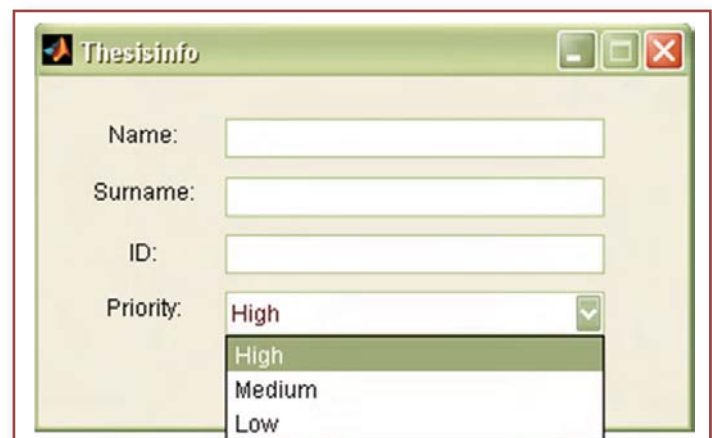 Thesisinfo
Name:
Surname:
ID:
Priority: High
High
Medium
Low